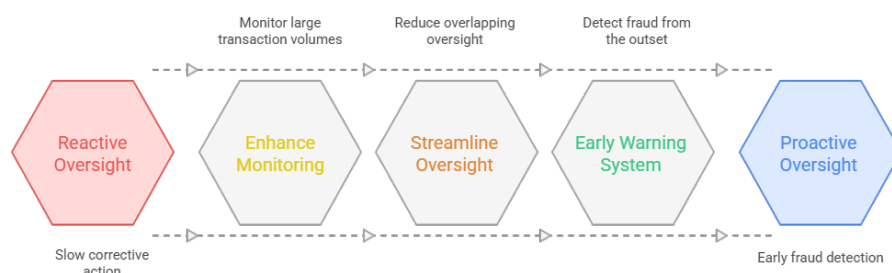 Monitor large
transaction volumes
Reduce overlapping
oversight
Detect fraud from
the outset
Reactive
Oversight
Enhance
Monitoring
Streamline
Oversight
Early Warning
System
Proactive
Oversight
Slow corrective
action
Early fraud detection